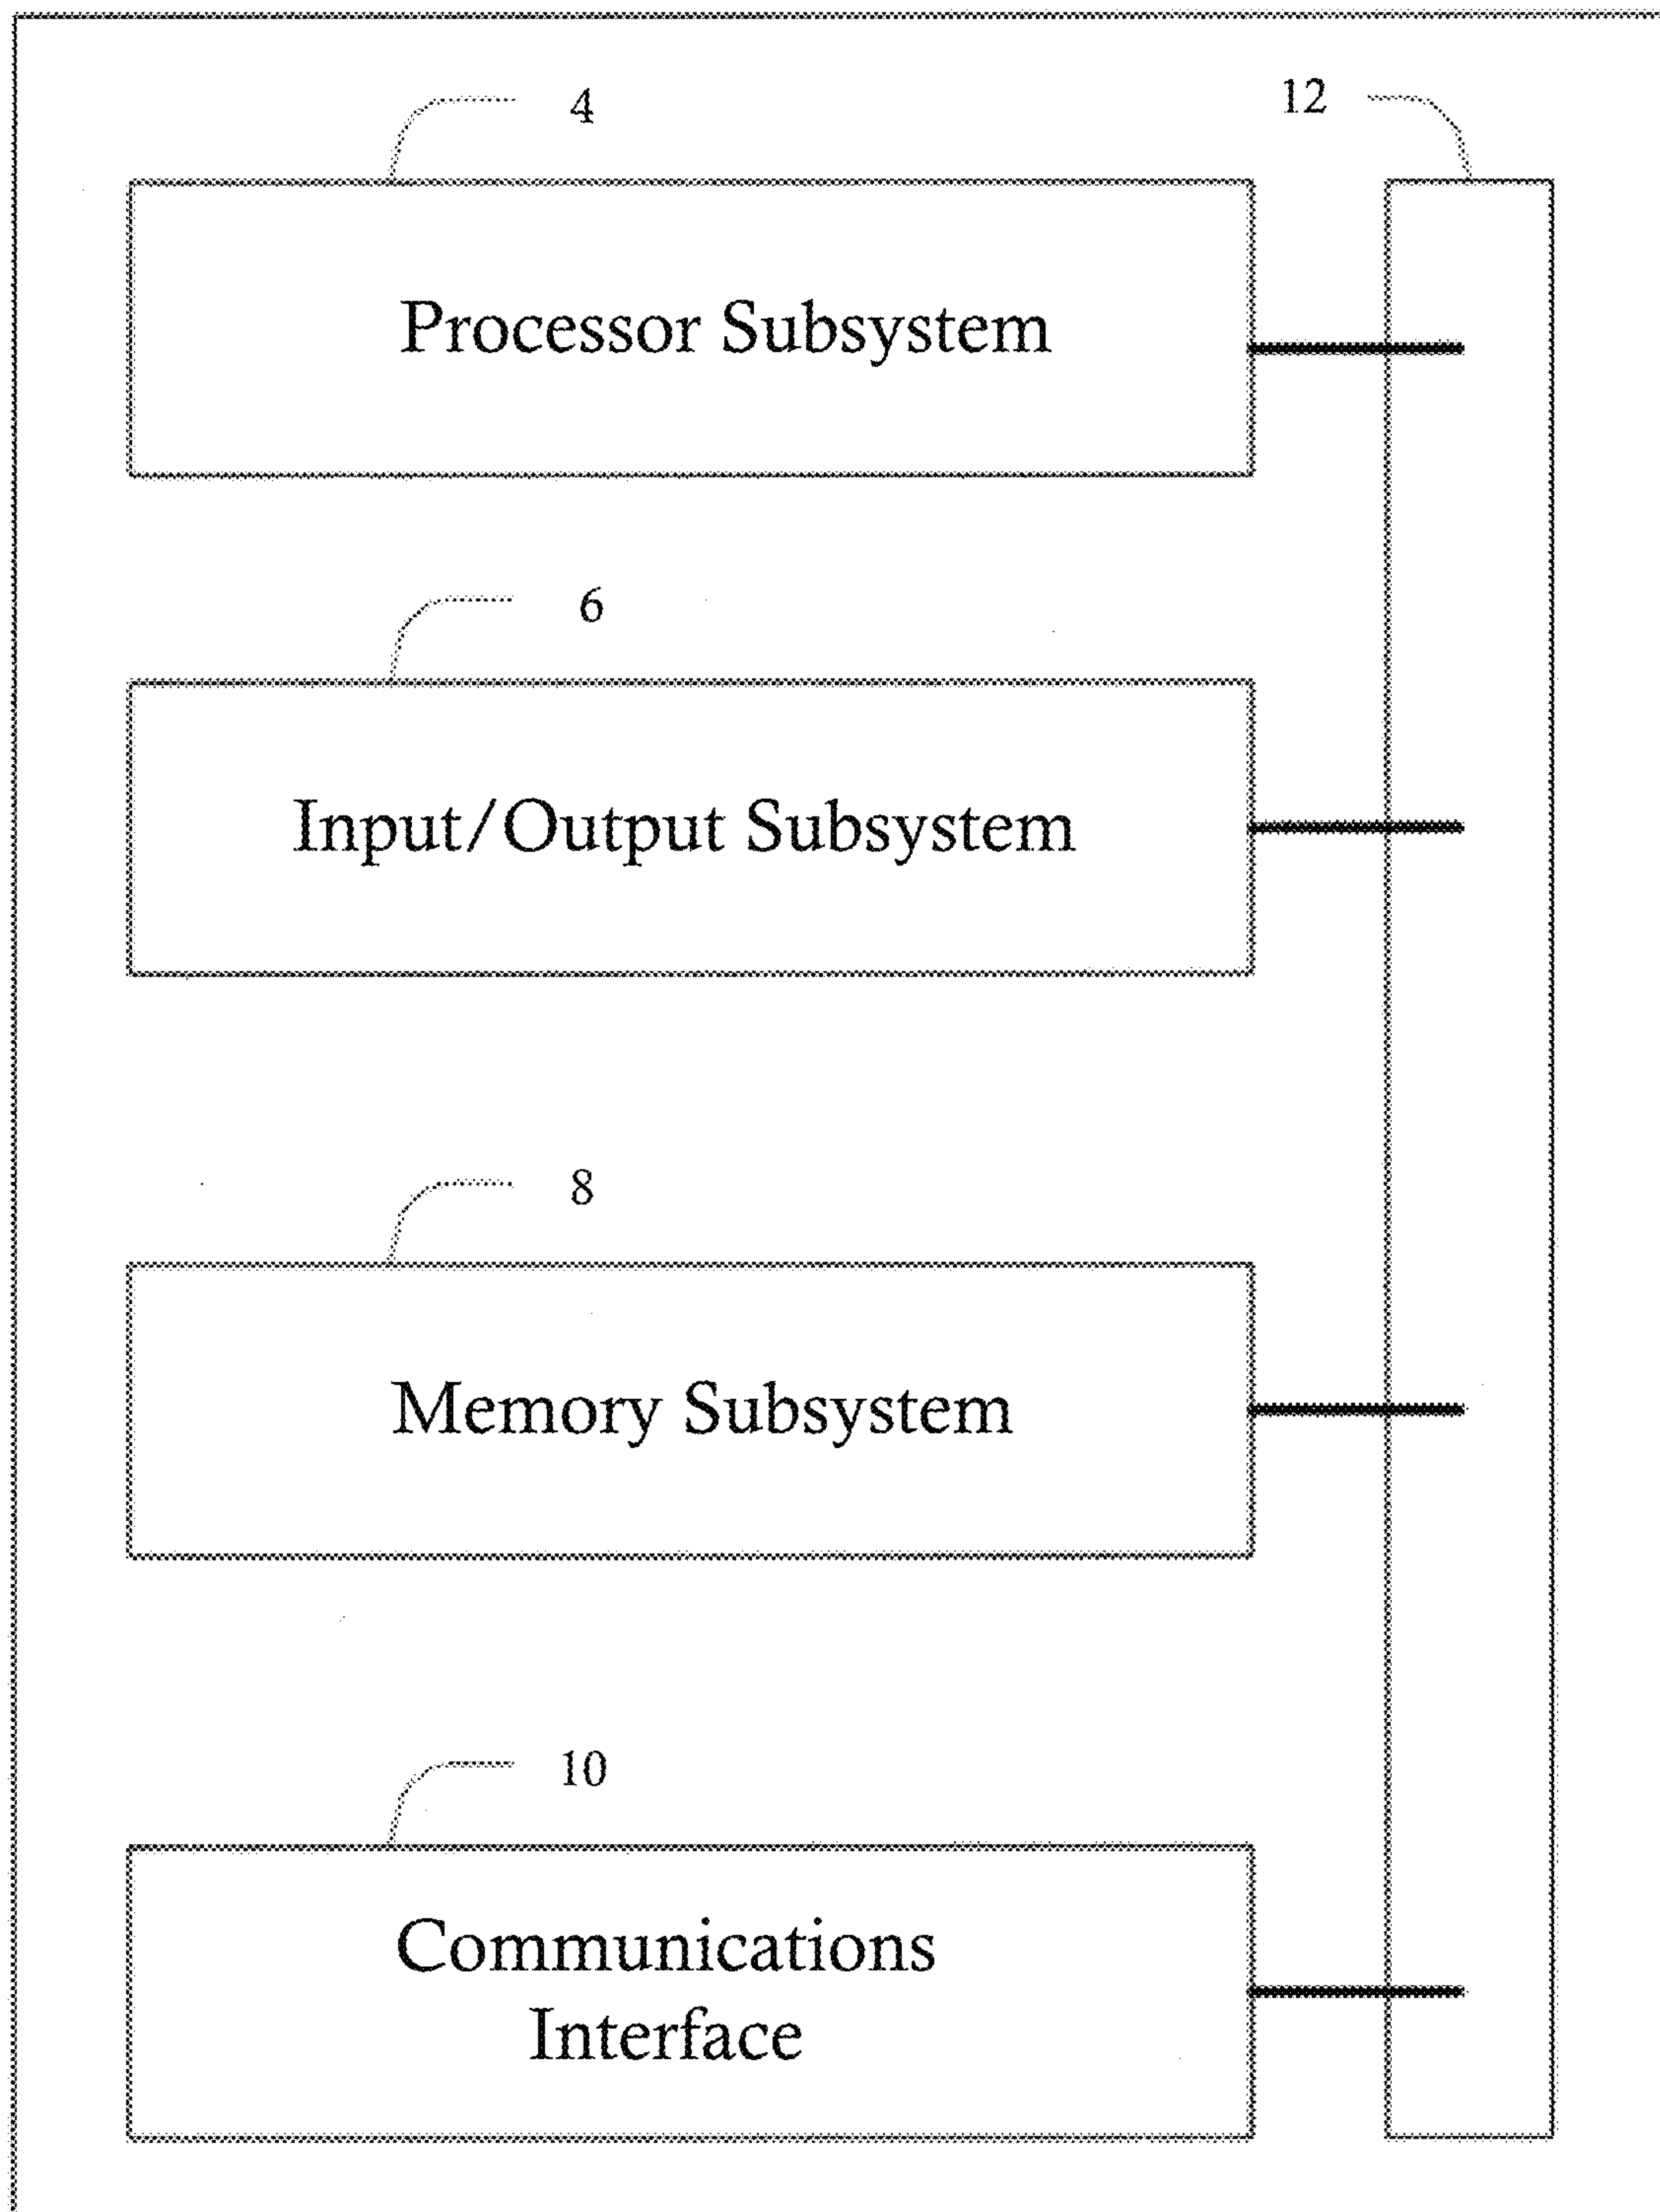 4
12
Processor Subsystem
6
Input/Output Subsystem
8
Memory Subsystem
10
Communications
Interface